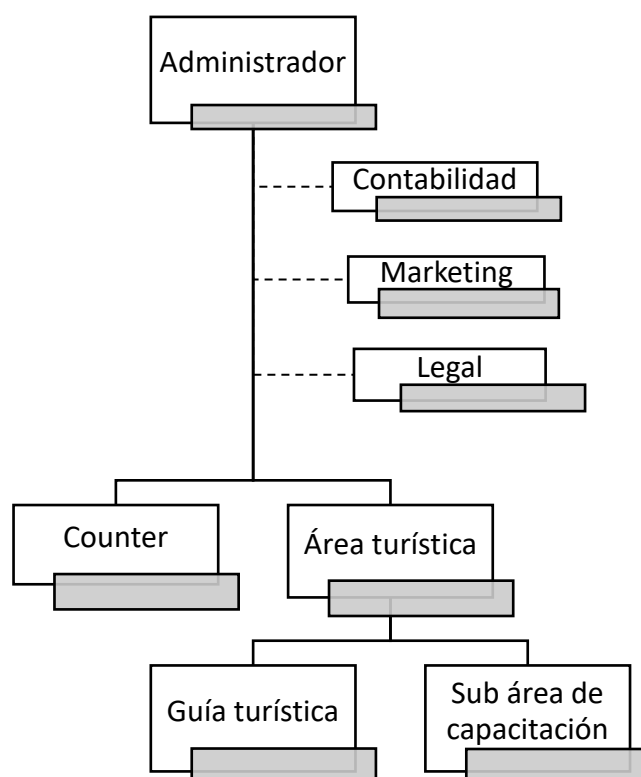 Administrador
Contabilidad
Marketing
Legal
Counter
Área turística
Guía turística
Sub área de
capacitación